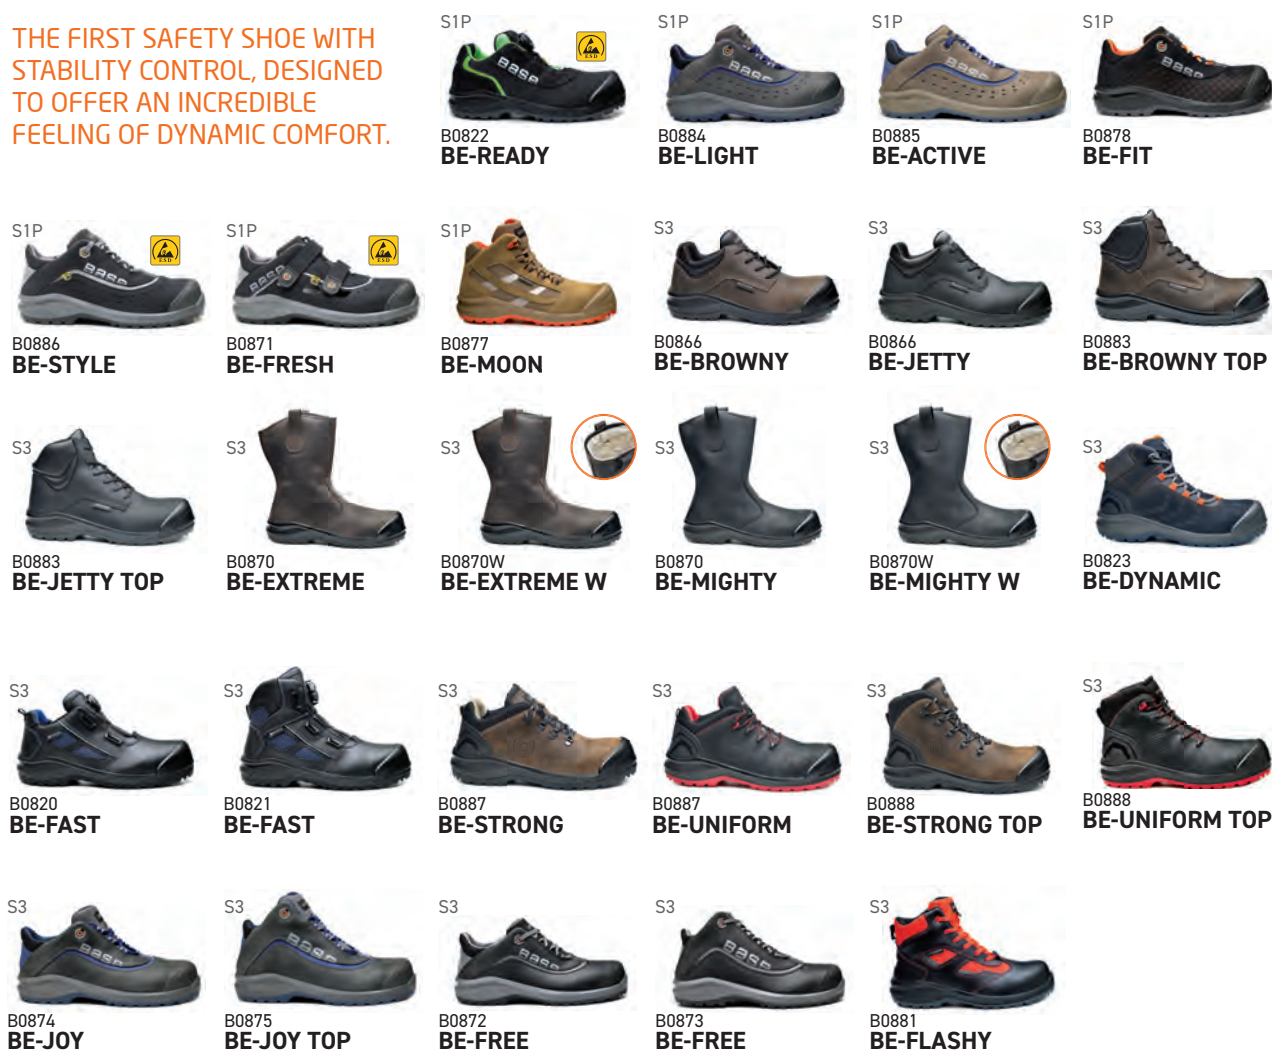 THE FIRST SAFETY SHOE WITH
STABILITY CONTROL, DESIGNED
TO OFFER AN INCREDIBLE
FEELING OF DYNAMIC COMFORT.
S1P
ESD
B0822
BE-READY
S1P
B0884
BE-LIGHT
S1P
B0885
BE-ACTIVE
S1P
B0878
BE-FIT
S1P
ESD
B0886
BE-STYLE
S1P
ESD
B0871
BE-FRESH
S1P
B0877
BE-MOON
S3
B0866
BE-BROWNY
S3
B0866
BE-JETTY
S3
B0883
BE-BROWNY TOP
S3
B0883
BE-JETTY TOP
S3
B0870
BE-EXTREME
S3
B0870W
BE-EXTREME W
S3
B0870
BE-MIGHTY
S3
B0870W
BE-MIGHTY W
S3
B0823
BE-DYNAMIC
S3
B0820
BE-FAST
S3
B0821
BE-FAST
S3
B0887
BE-STRONG
S3
B0887
BE-UNIFORM
S3
B0888
BE-STRONG TOP
S3
B0888
BE-UNIFORM TOP
S3
B0874
BE-JOY
S3
B0875
BE-JOY TOP
S3
B0872
BE-FREE
S3
B0873
BE-FREE
S3
B0881
BE-FLASHY